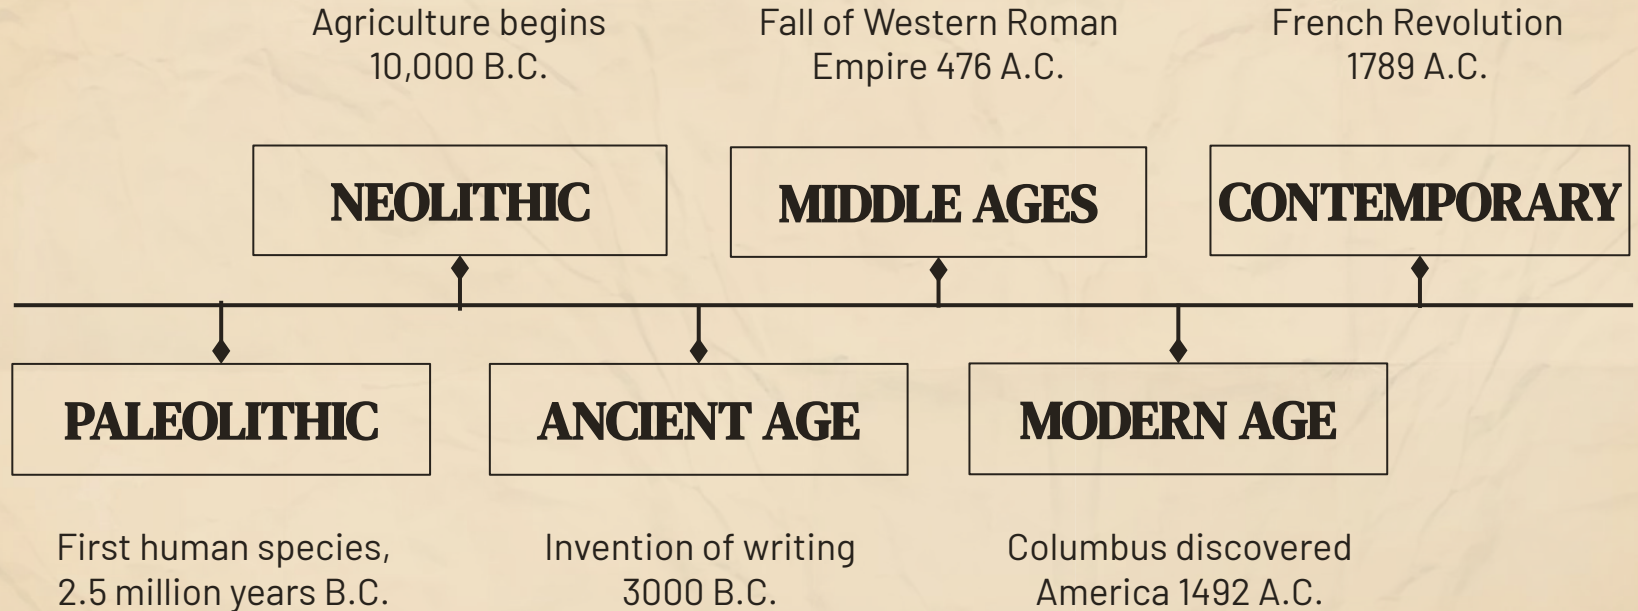 Agriculture begins
10,000 B.C.
Fall of Western Roman
Empire 476 A.C.
French Revolution
1789 A.C.
NEOLITHIC
MIDDLE AGES
CONTEMPORARY
PALEOLITHIC
ANCIENT AGE
MODERN AGE
First human species,
2.5 million years B.C.
Invention of writing
3000 B.C.
Columbus discovered
America 1492 A.C.